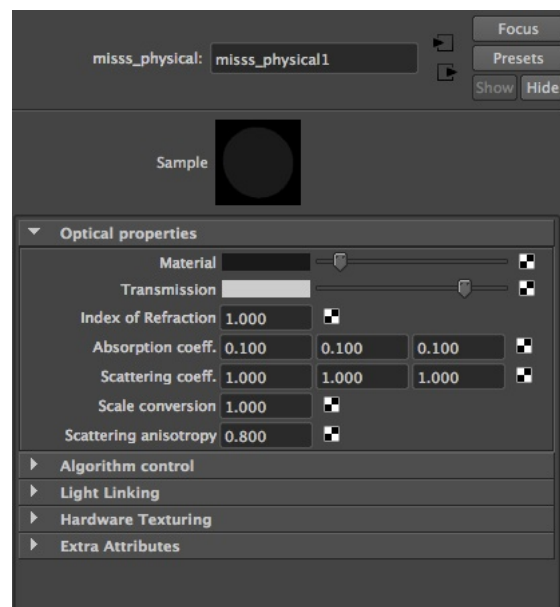 Focus
misss_physical: misss_physical1
Presets
Show Hide
Sample
Optical properties
Material
Transmission
Index of Refraction 1.000
Absorption coeff. 0.100 0.100 0.100
Scattering coeff. 1.000 1.000 1.000
Scale conversion 1.000
Scattering anisotropy 0.800
Algorithm control
Light Linking
Hardware Texturing
Extra Attributes